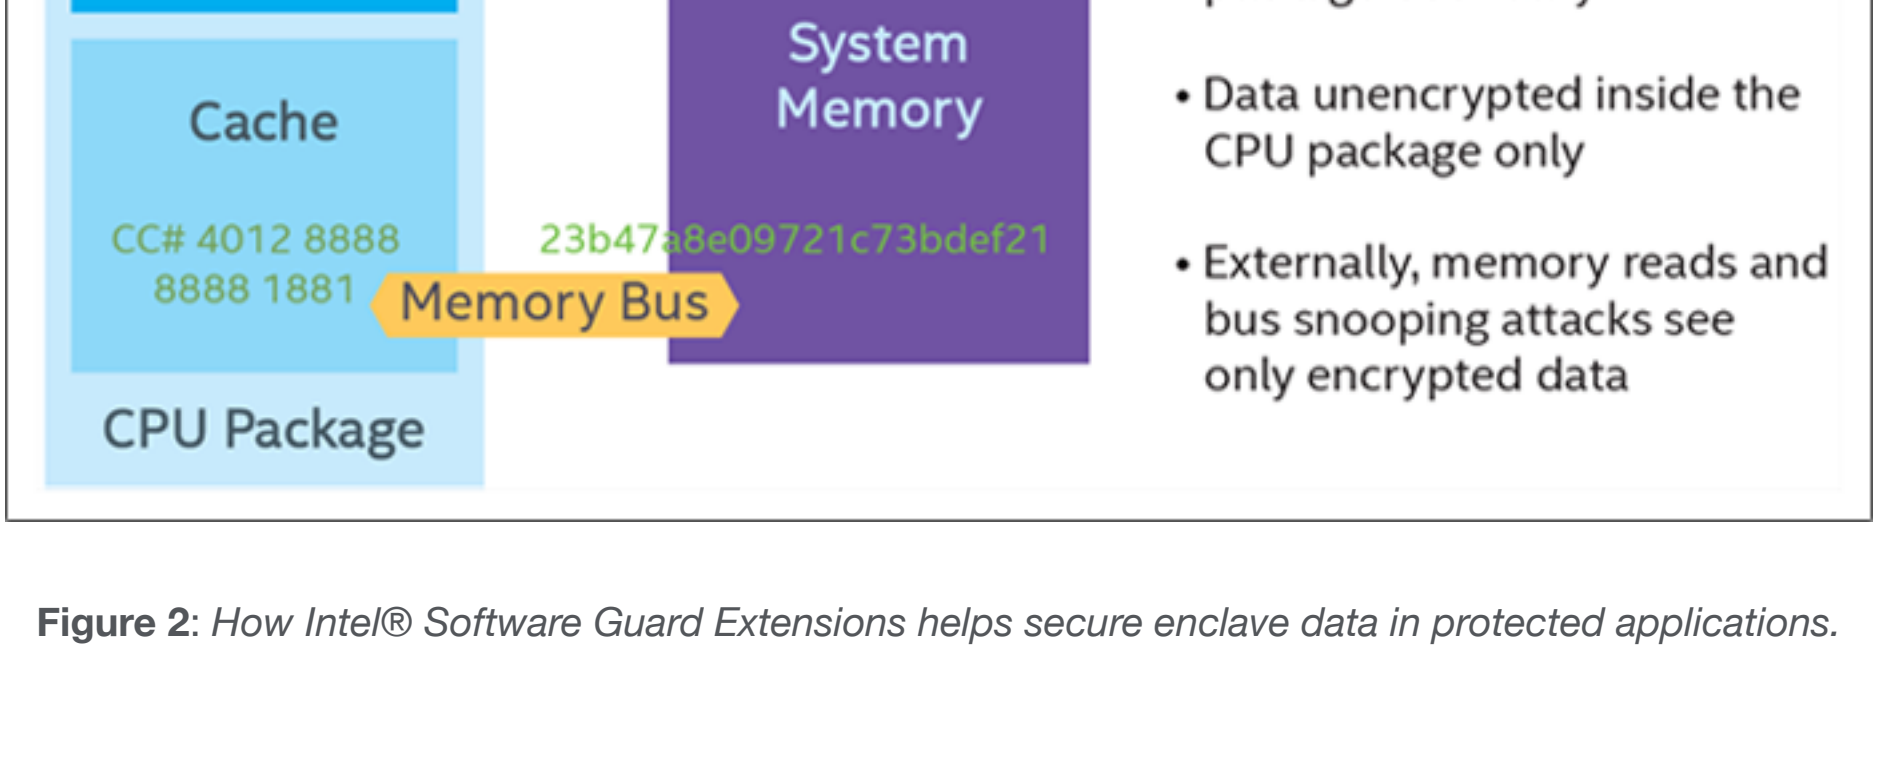 System
Memory
Cache
CC# 4012 8888
8888 1881
23b47a8e09721c73bdef21
Memory Bus
CPU Package
• Data unencrypted inside the
CPU package only
• Externally, memory reads and
bus snooping attacks see
only encrypted data
Figure 2: How Intel® Software Guard Extensions helps secure enclave data in protected applications.